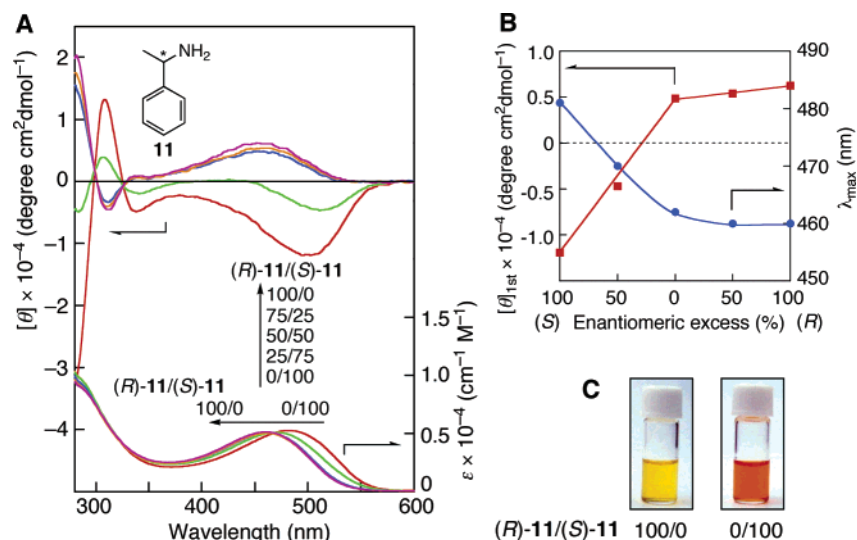 A
[θ] × 10⁻⁴ (degree cm²dmol⁻¹)
2
1
0
−1
−2
−3
−4
*
NH₂
11
(R)-11/(S)-11
100/0
75/25
50/50
25/75
0/100
(R)-11/(S)-11
100/0
0/100
1.5
1.0
0.5
0
ε × 10⁻⁴ (cm⁻¹ M⁻¹)
300
400
500
600
Wavelength (nm)
B
[θ]1st × 10⁻⁴ (degree cm²dmol⁻¹)
1.0
0.5
0
-0.5
-1.0
490
480
470
460
450
λmax (nm)
100 50 0 50 100
(S) Enantiomeric excess (%) (R)
C
(R)-11/(S)-11 100/0 0/100